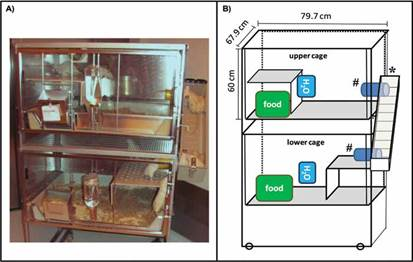 A)
B)
79.7 cm
67.9 cm
60 cm
upper cage
H₂O
food
#
*
lower cage
H₂O
food
#